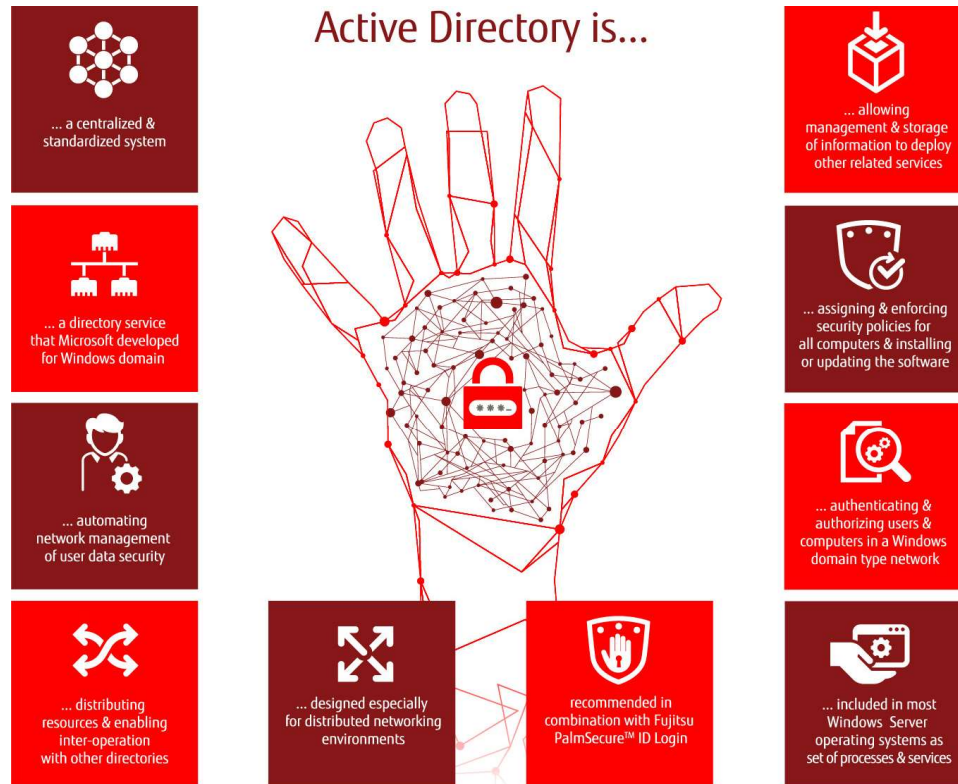 Active Directory is...
... a centralized &
standardized system
... a directory service
that Microsoft developed
for Windows domain
... automating
network management
of user data security
... distributing
resources & enabling
inter-operation
with other directories
... designed especially
for distributed networking
environments
recommended in
combination with Fujitsu
PalmSecure™ ID Login
... allowing
management & storage
of information to deploy
other related services
... assigning & enforcing
security policies for
all computers & installing
or updating the software
... authenticating &
authorizing users &
computers in a Windows
domain type network
... included in most
Windows Server
operating systems as
set of processes & services